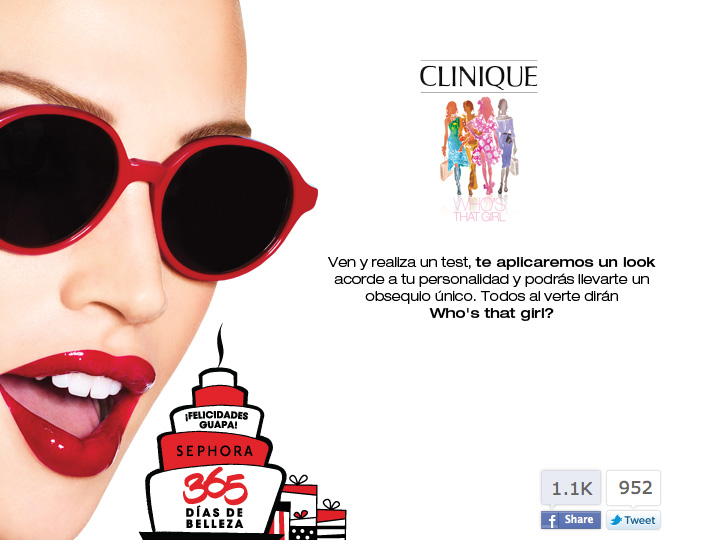 CLINIQUE
WHO'S
THAT GIRL
Ven y realiza un test, te aplicaremos un look
acorde a tu personalidad y podrás llevarte un
obsequio único. Todos al verte dirán
Who's that girl?
¡FELICIDADES
GUAPA!
SEPHORA
365
DÍAS DE
BELLEZA
1.1K
952
f Share
Tweet